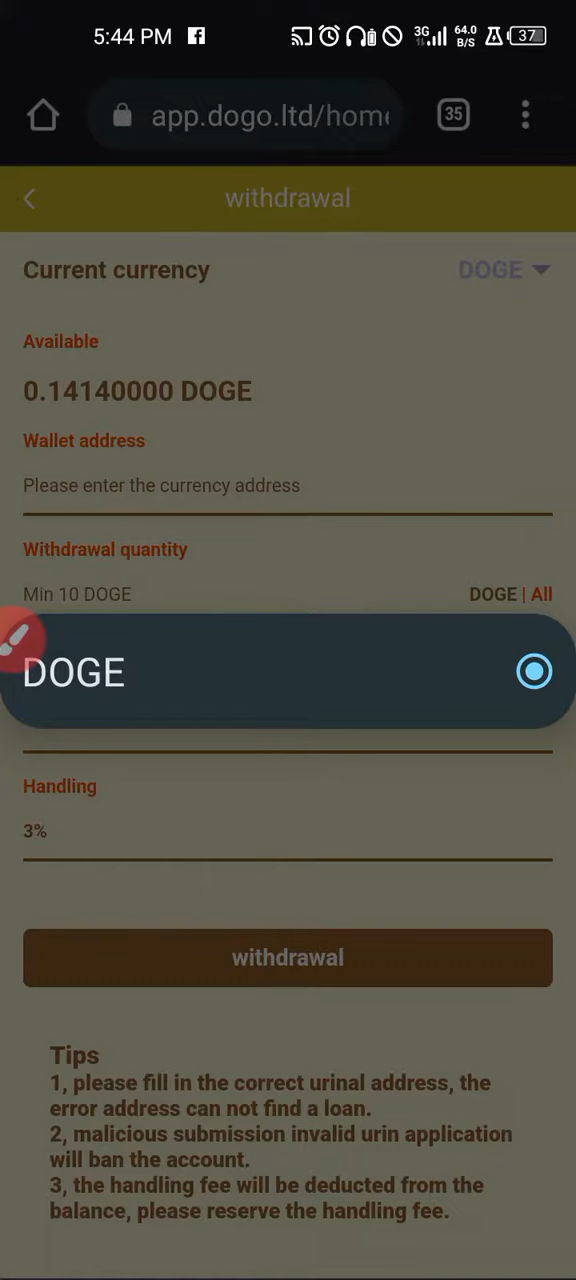 5:44 PM 3G 64.0 B/S 37
app.dogo.ltd/home 35
withdrawal
Current currency DOGE
Available
0.14140000 DOGE
Wallet address
Please enter the currency address
Withdrawal quantity
Min 10 DOGE DOGE | All
DOGE
Handling
3%
withdrawal
Tips
1, please fill in the correct urinal address, the
error address can not find a loan.
2, malicious submission invalid urin application
will ban the account.
3, the handling fee will be deducted from the
balance, please reserve the handling fee.